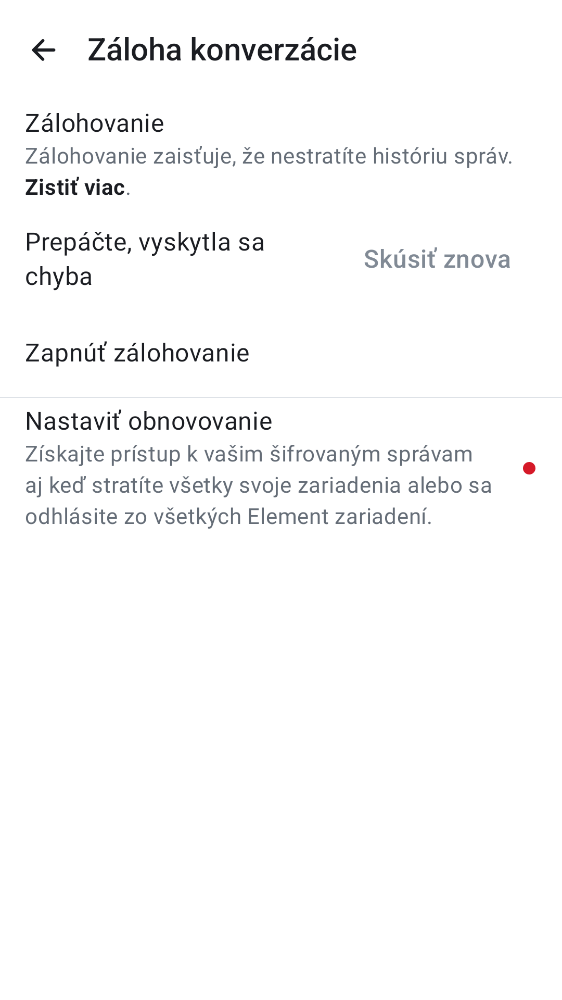 Záloha konverzácie
Zálohovanie
Zálohovanie zaisťuje, že nestratíte históriu správ.
Zistiť viac.
Prepáčte, vyskytla sa
chyba
Skúsiť znova
Zapnúť zálohovanie
Nastaviť obnovovanie
Získajte prístup k vašim šifrovaným správam
aj keď stratíte všetky svoje zariadenia alebo sa
odhlásite zo všetkých Element zariadení.